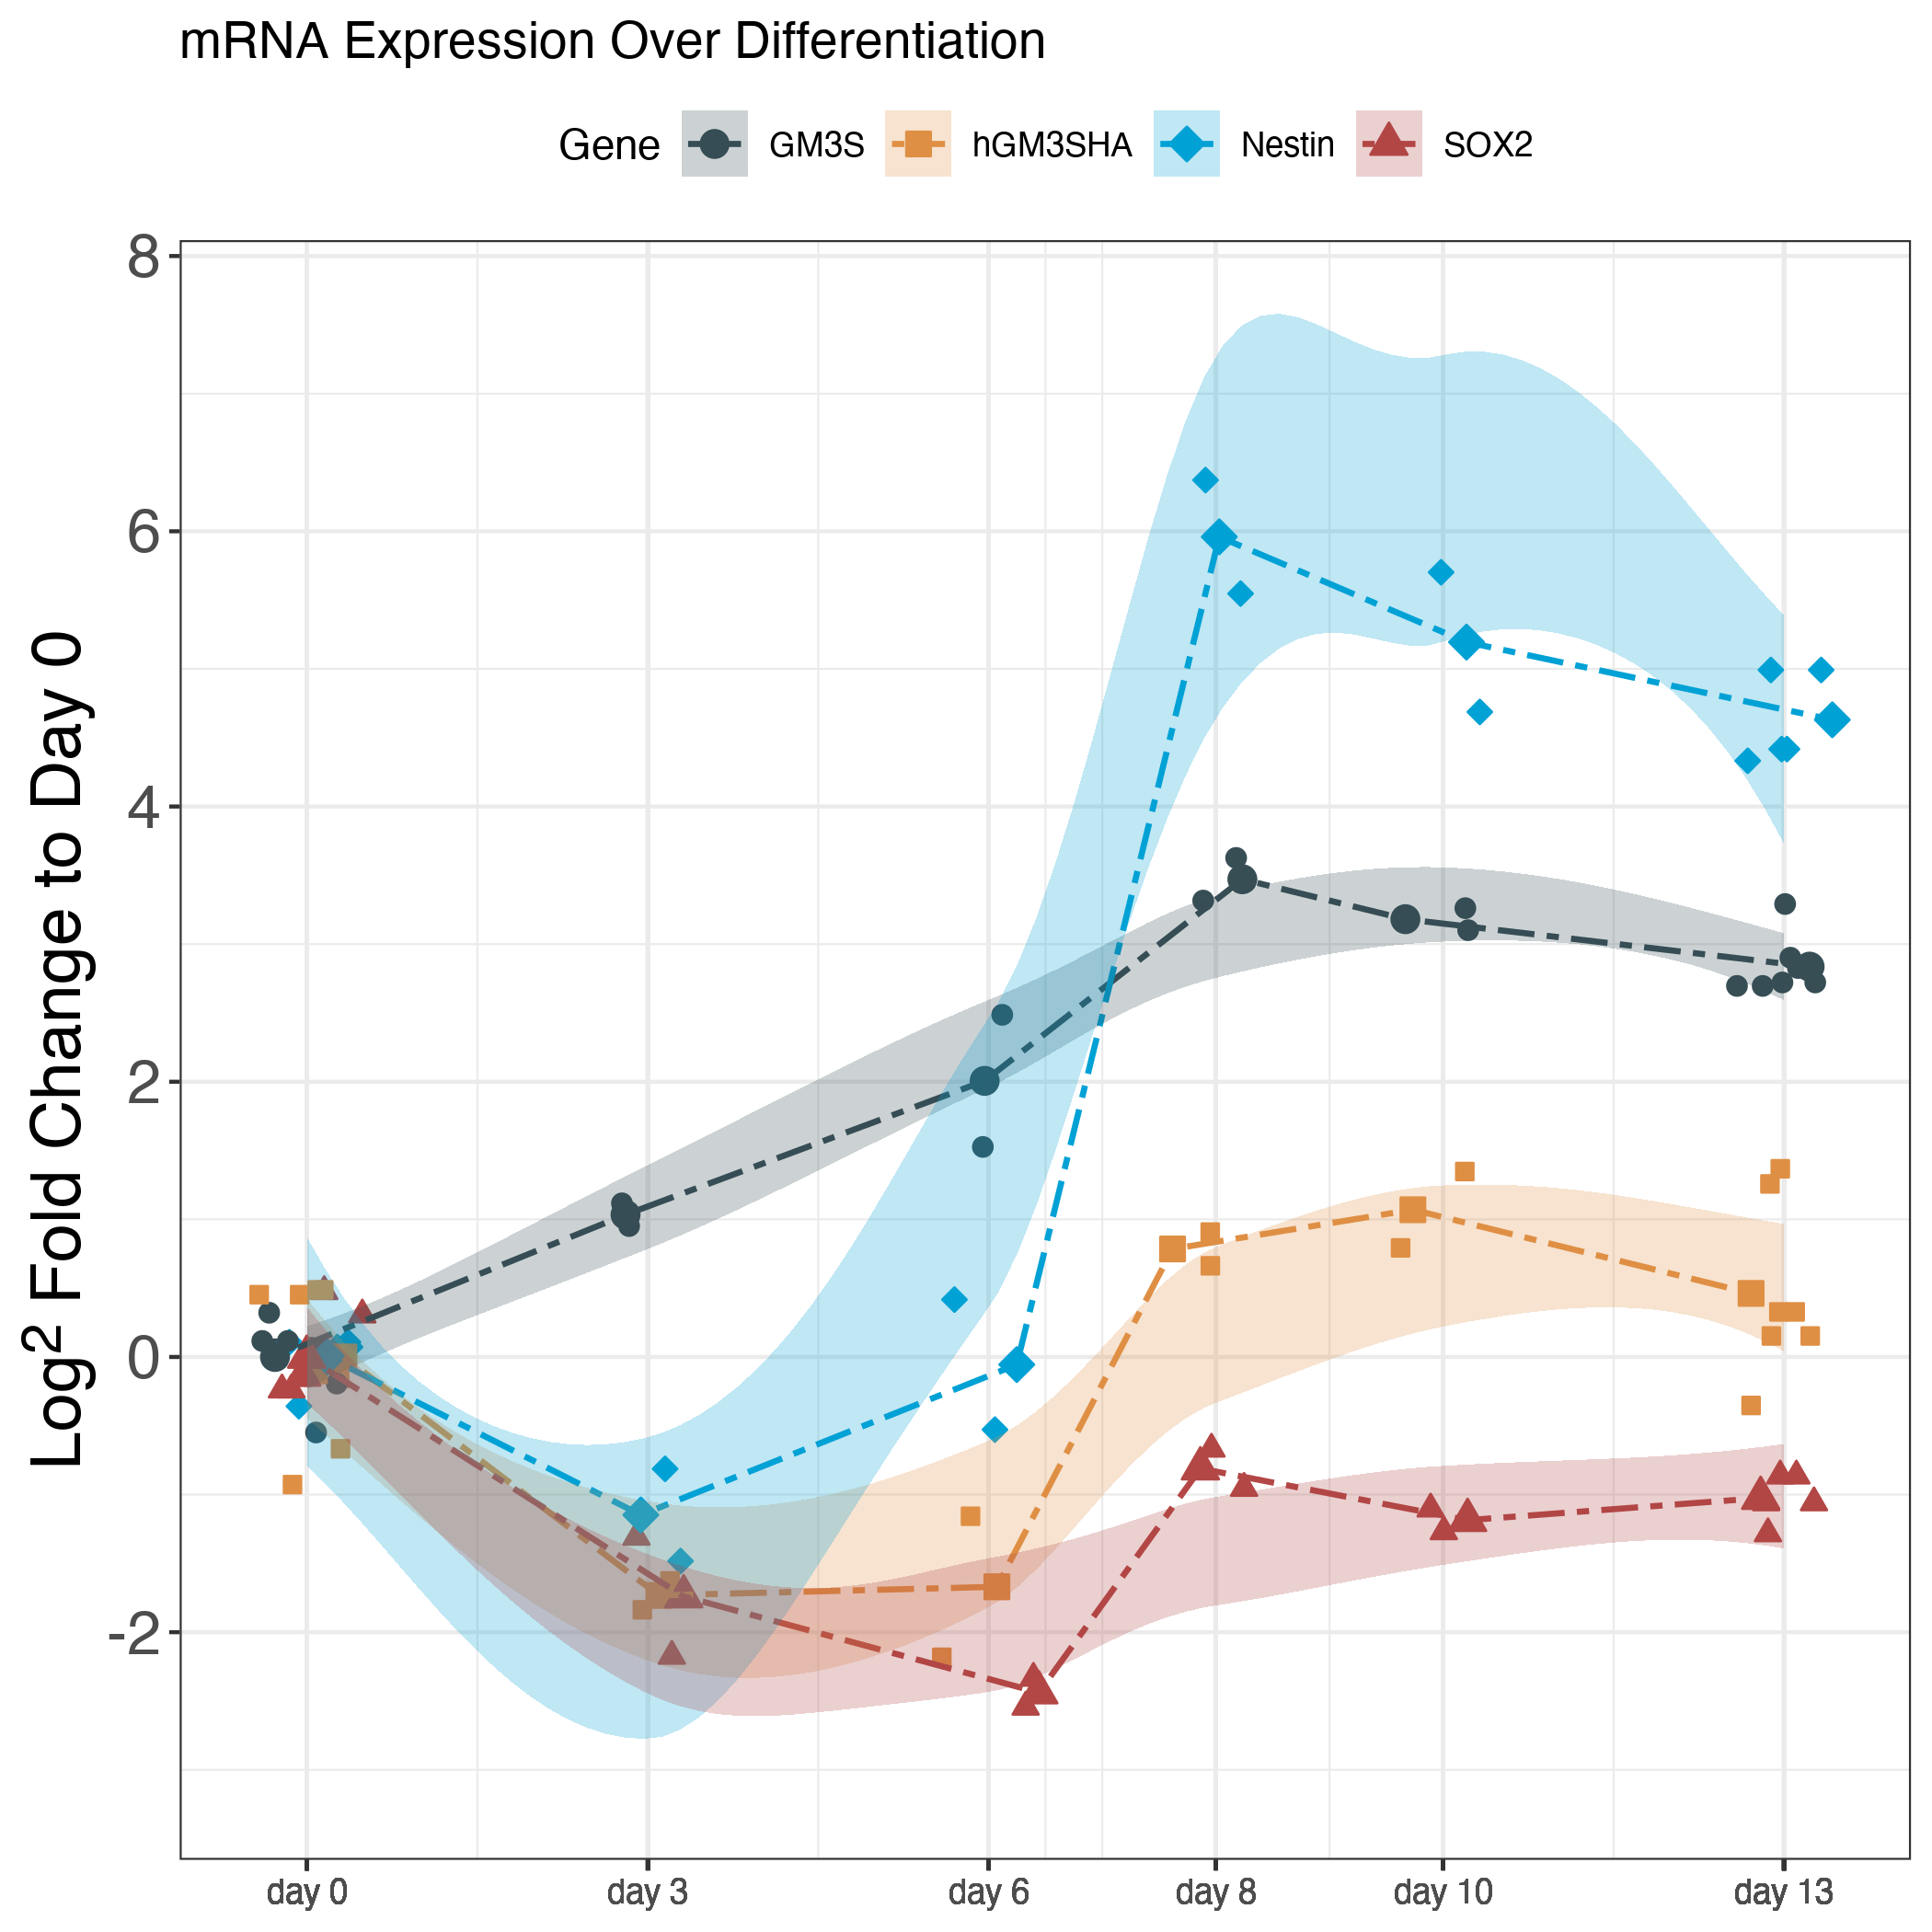 mRNA Expression Over Differentiation
Gene GM3S hGM3SHA Nestin SOX2
Log² Fold Change to Day 0
8
6
4
2
0
-2
day 0 day 3 day 6 day 8 day 10 day 13